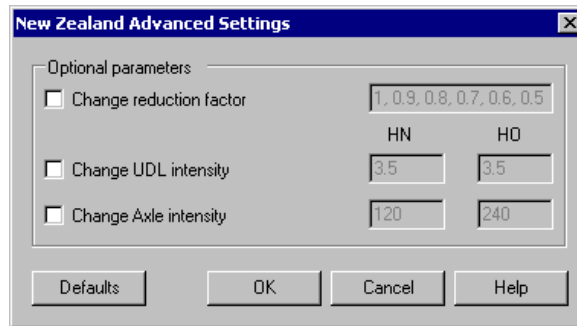 New Zealand Advanced Settings
Optional parameters
Change reduction factor 1, 0.9, 0.8, 0.7, 0.6, 0.5
HN HO
Change UDL intensity 3.5 3.5
Change Axle intensity 120 240
Defaults OK Cancel Help